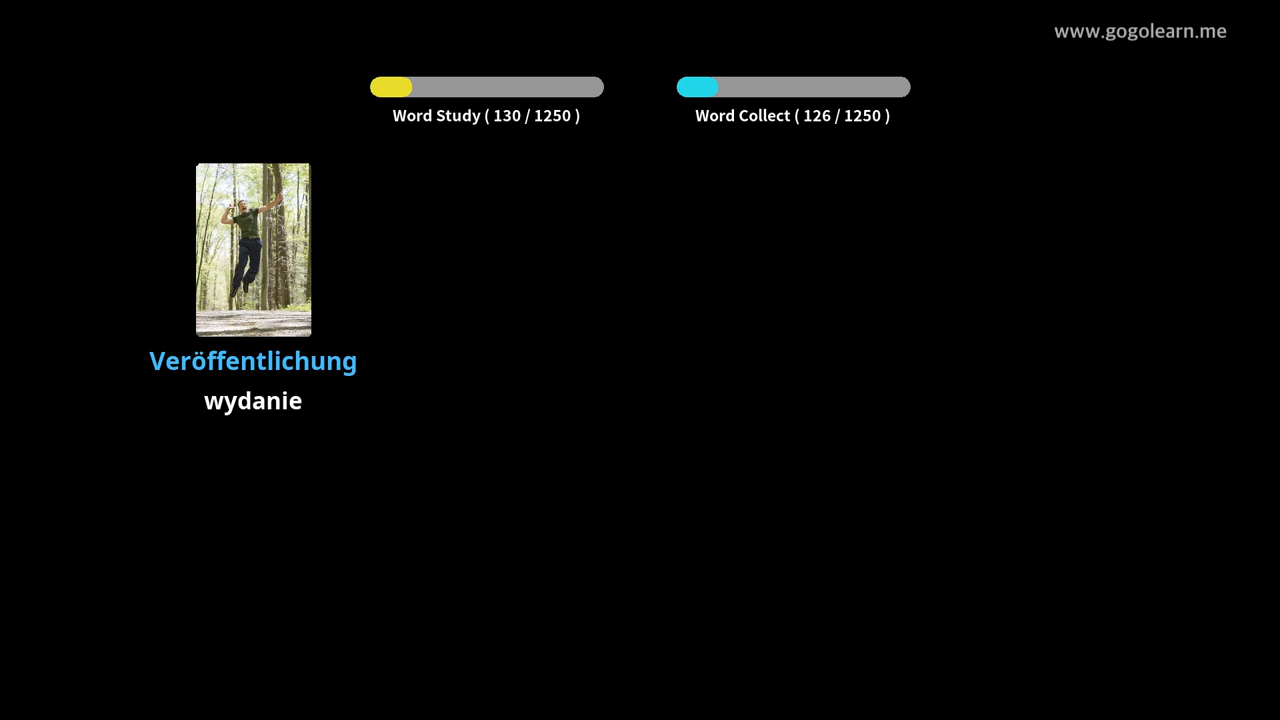 www.gogolearn.me
Word Study ( 130 / 1250 )
Word Collect ( 126 / 1250 )
Veröffentlichung
wydanie